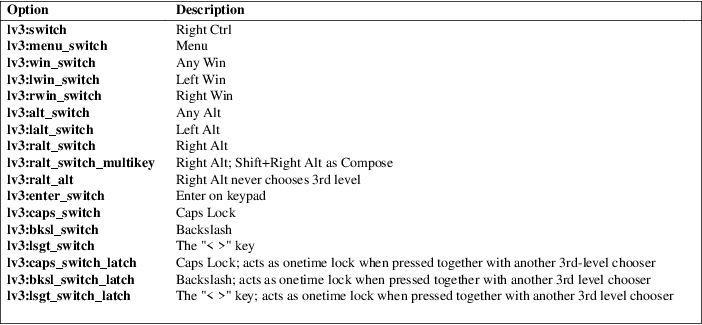 Option Description
lv3:switch Right Ctrl
lv3:menu_switch Menu
lv3:win_switch Any Win
lv3:lwin_switch Left Win
lv3:rwin_switch Right Win
lv3:alt_switch Any Alt
lv3:lalt_switch Left Alt
lv3:ralt_switch Right Alt
lv3:ralt_switch_multikey Right Alt; Shift+Right Alt as Compose
lv3:ralt_alt Right Alt never chooses 3rd level
lv3:enter_switch Enter on keypad
lv3:caps_switch Caps Lock
lv3:bksl_switch Backslash
lv3:lsgt_switch The "< >" key
lv3:caps_switch_latch Caps Lock; acts as onetime lock when pressed together with another 3rd-level chooser
lv3:bksl_switch_latch Backslash; acts as onetime lock when pressed together with another 3rd level chooser
lv3:lsgt_switch_latch The "< >" key; acts as onetime lock when pressed together with another 3rd level chooser